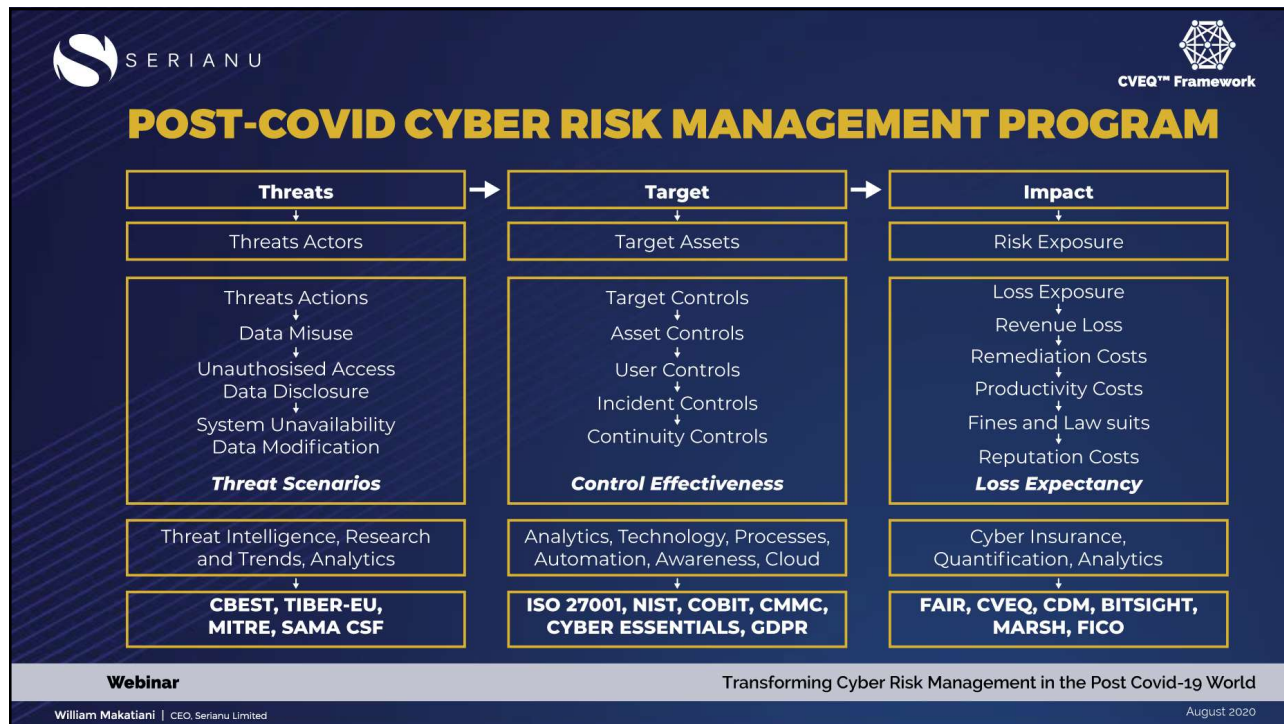 SERIANU
CVEQ™ Framework
POST-COVID CYBER RISK MANAGEMENT PROGRAM
Threats
Threats Actors
Threats Actions
Data Misuse
Unauthosised Access
Data Disclosure
System Unavailability
Data Modification
Threat Scenarios
Threat Intelligence, Research
and Trends, Analytics
CBEST, TIBER-EU,
MITRE, SAMA CSF
Target
Target Assets
Target Controls
Asset Controls
User Controls
Incident Controls
Continuity Controls
Control Effectiveness
Analytics, Technology, Processes,
Automation, Awareness, Cloud
ISO 27001, NIST, COBIT, CMMC,
CYBER ESSENTIALS, GDPR
Impact
Risk Exposure
Loss Exposure
Revenue Loss
Remediation Costs
Productivity Costs
Fines and Law suits
Reputation Costs
Loss Expectancy
Cyber Insurance,
Quantification, Analytics
FAIR, CVEQ, CDM, BITSIGHT,
MARSH, FICO
Webinar
Transforming Cyber Risk Management in the Post Covid-19 World
William Makatiani | CEO, Serianu Limited
August 2020